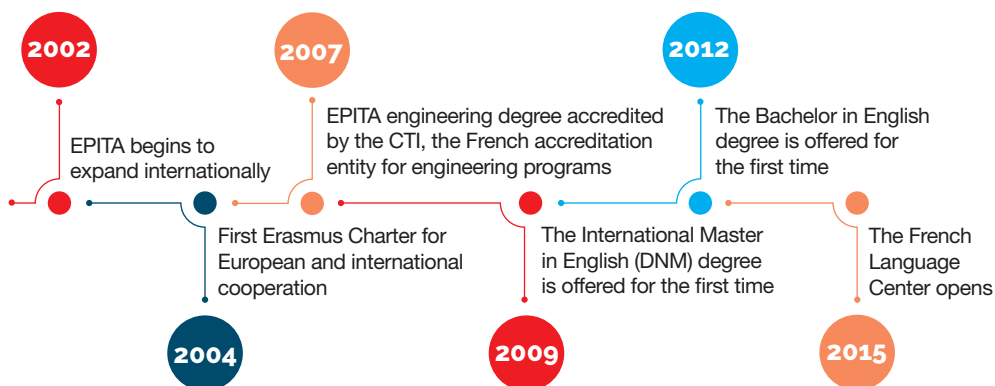 2002
EPITA begins to
expand internationally
2004
First Erasmus Charter for
European and international
cooperation
2007
EPITA engineering degree accredited
by the CTI, the French accreditation
entity for engineering programs
2009
The International Master
in English (DNM) degree
is offered for the first time
2012
The Bachelor in English
degree is offered for
the first time
2015
The French
Language
Center opens